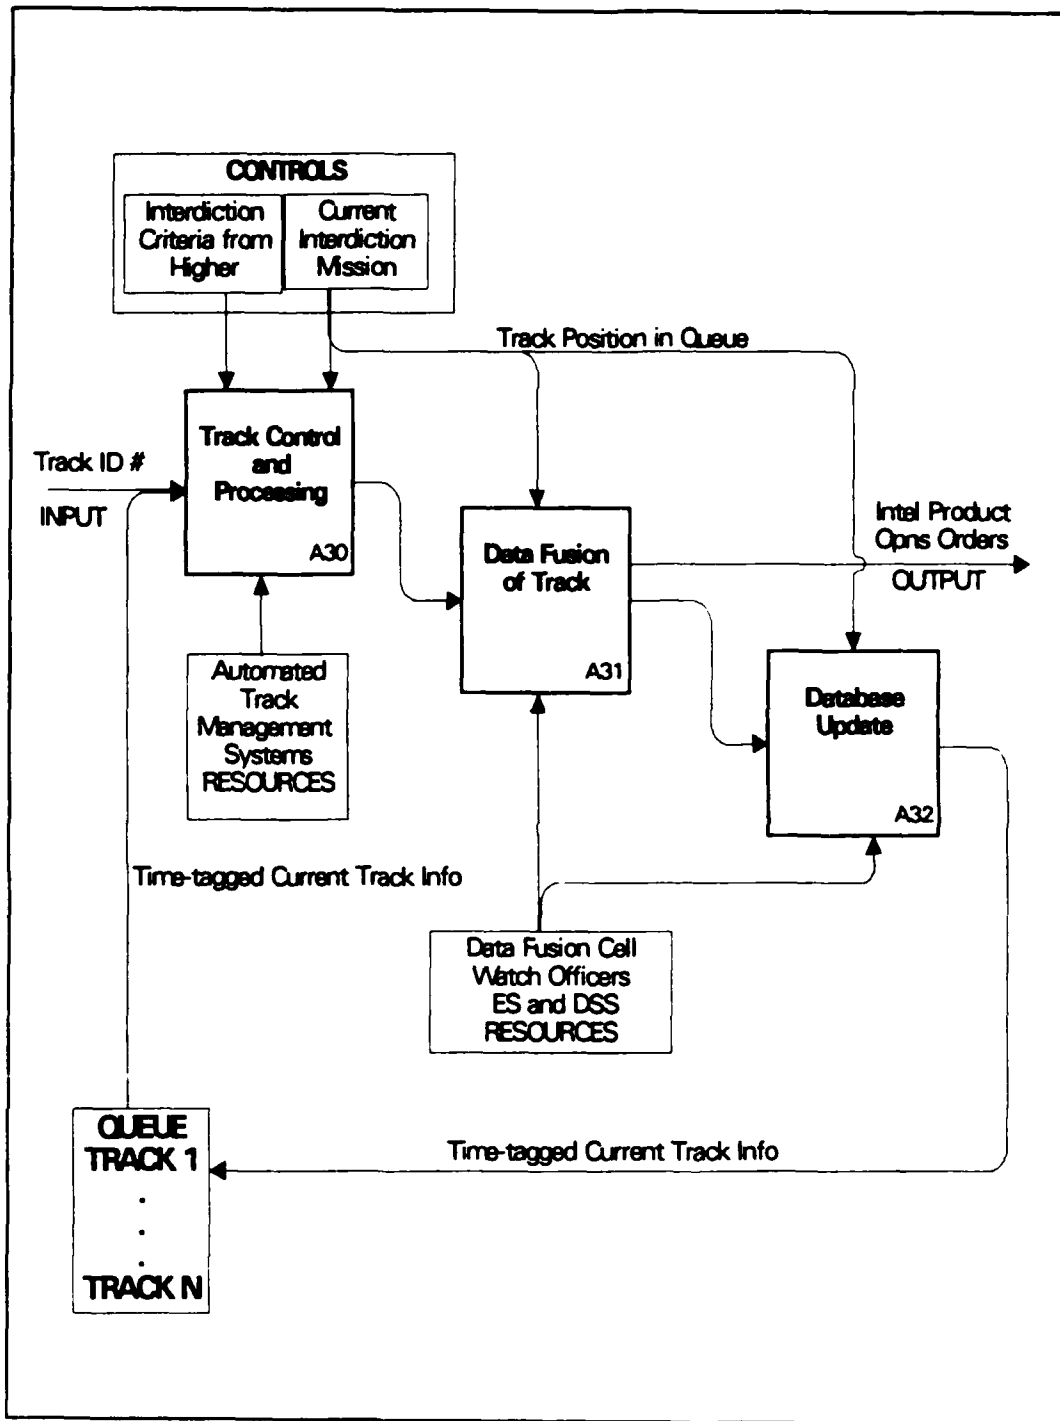 CONTROLS
Interdiction
Criteria from
Higher
Current
Interdiction
Mission
Track Position in Queue
Track Control
and
Processing
A30
Track ID #
INPUT
Data Fusion
of Track
A31
Intel Product
Opns Orders
OUTPUT
Automated
Track
Management
Systems
RESOURCES
Database
Update
A32
Time-tagged Current Track Info
Data Fusion Cell
Watch Officers
ES and DSS
RESOURCES
QUEUE
TRACK 1
.
.
.
TRACK N
Time-tagged Current Track Info